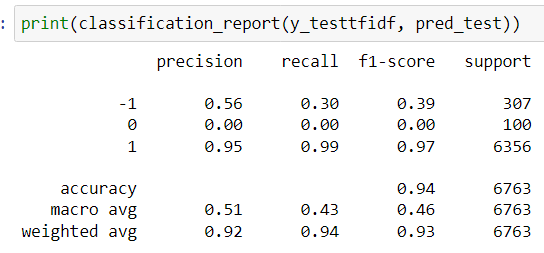 : print(classification_report(y_testtfidf, pred_test))
precision recall f1-score support
-1 0.56 0.30 0.39 307
0 0.00 0.00 0.00 100
1 0.95 0.99 0.97 6356
accuracy 0.94 6763
macro avg 0.51 0.43 0.46 6763
weighted avg 0.92 0.94 0.93 6763